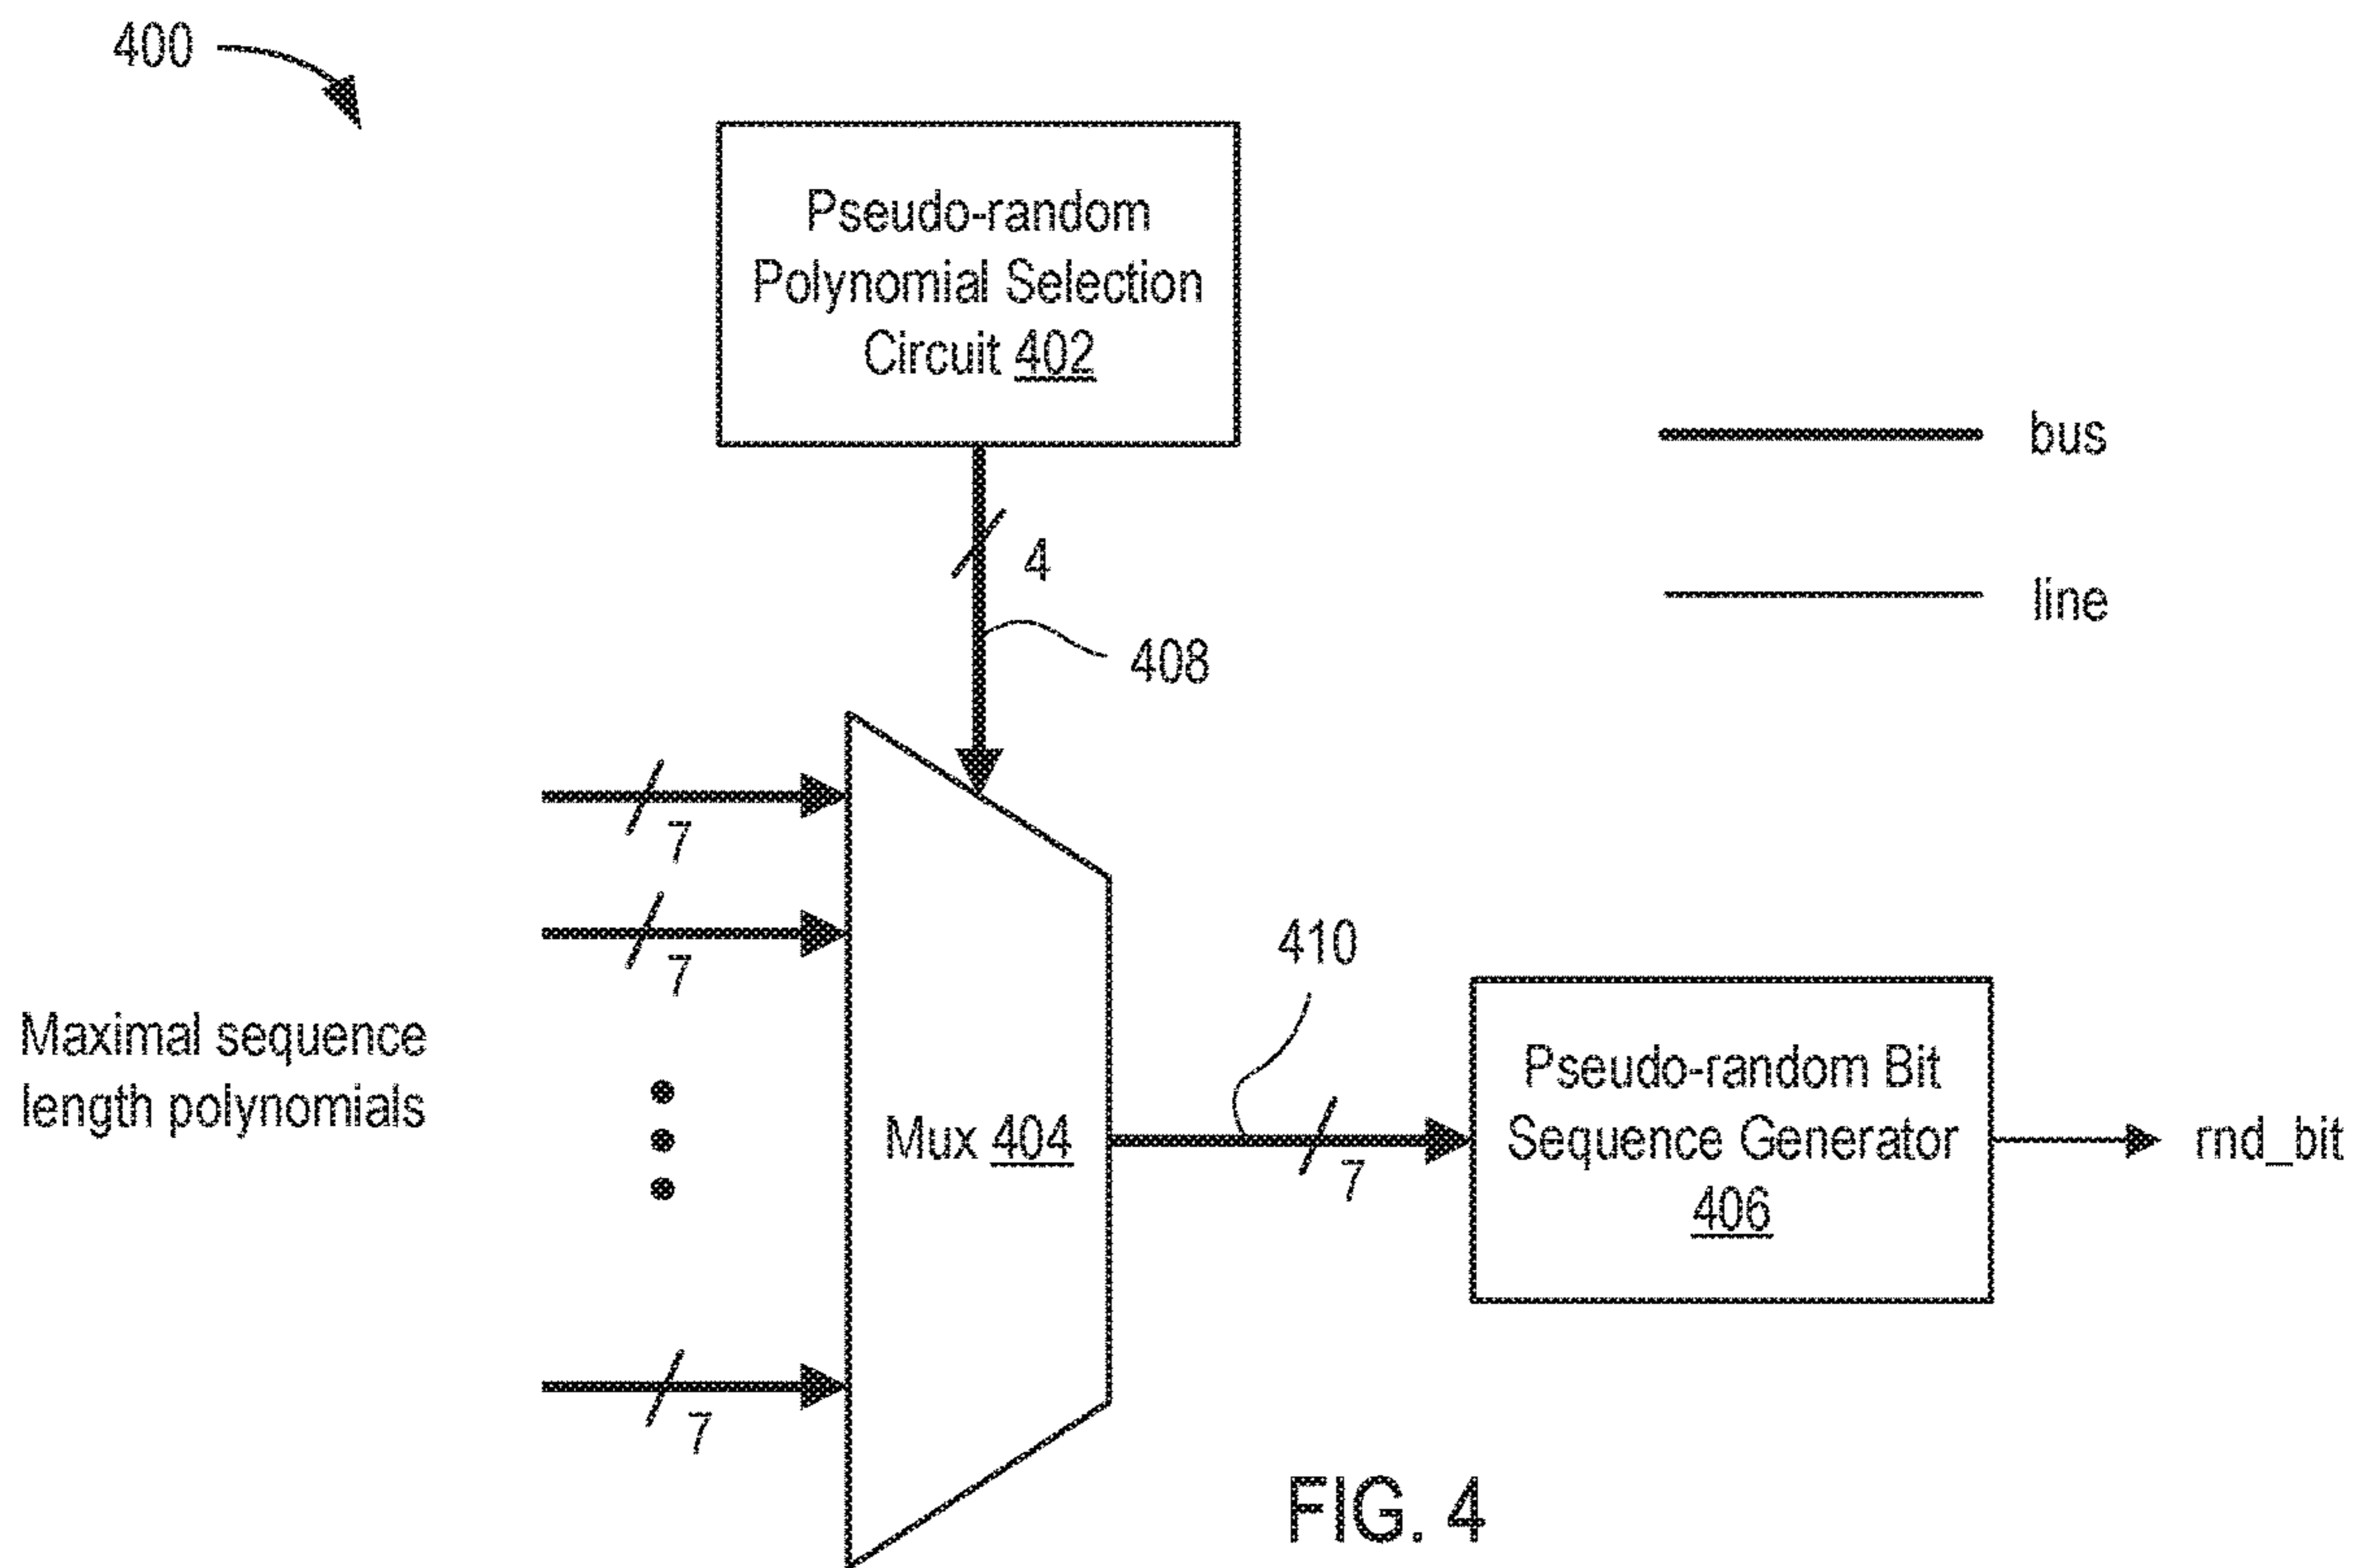 400
Pseudo-random
Polynomial Selection
Circuit 402
bus
4
line
408
7
7
410
Maximal sequence
length polynomials
Mux 404
7
Pseudo-random Bit
Sequence Generator
406
rnd_bit
7
FIG. 4